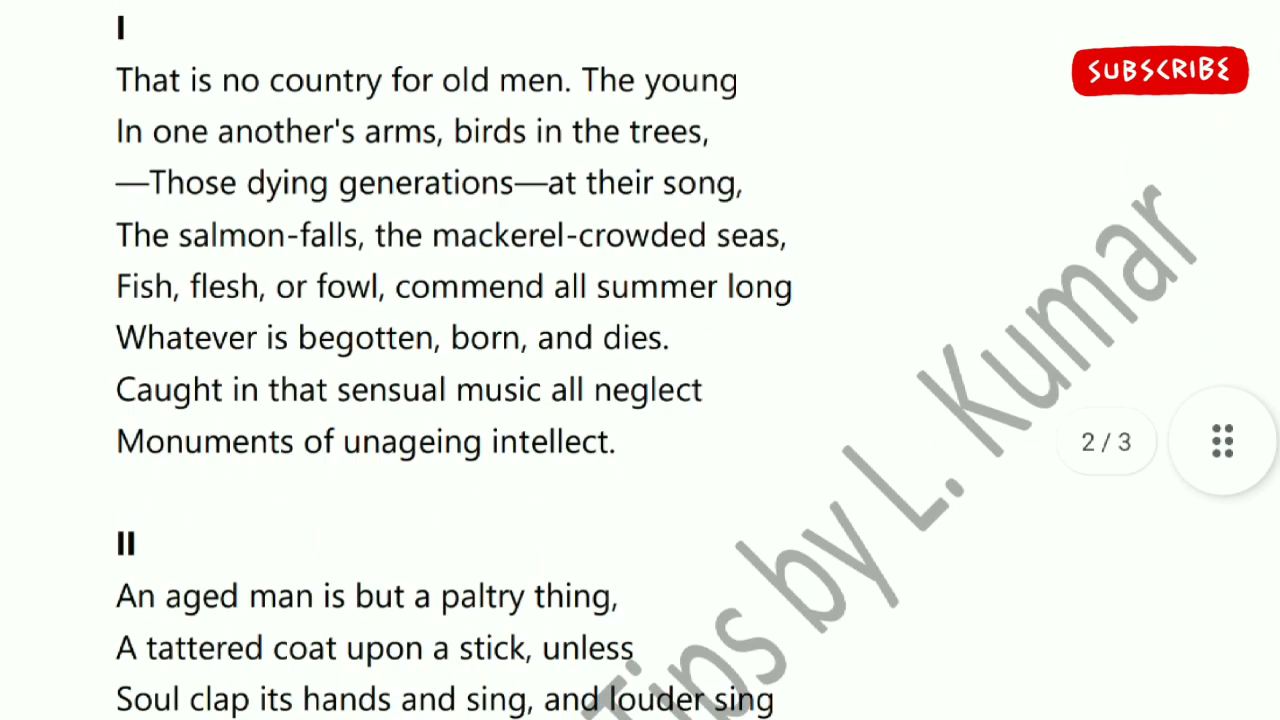 I
SUBSCRIBE
That is no country for old men. The young
In one another's arms, birds in the trees,
—Those dying generations—at their song,
The salmon-falls, the mackerel-crowded seas,
Fish, flesh, or fowl, commend all summer long
Whatever is begotten, born, and dies.
Caught in that sensual music all neglect
Monuments of unageing intellect.
2 / 3
II
An aged man is but a paltry thing,
A tattered coat upon a stick, unless
Soul clap its hands and sing, and louder sing
Tips by L. Kumar